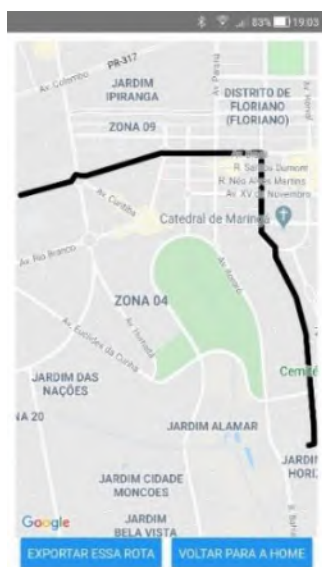 83% 19:03
PR-317
Av. Colombo
JARDIM
IPIRANGA
Av. Paraná
DISTRITO DE
FLORIANO
(FLORIANO)
ZONA 09
R. Santos Dumont
R. Néo Alves Martins
Av. XV de Novembro
Av. Curitiba
Catedral de Maringá
Av. Rio Branco
ZONA 04
Av. Euclides da Cunha
JARDIM DAS
NAÇÕES
Cemité
JARDIM ALAMAR
JARDI
HORI
JARDIM CIDADE
MONCOES
Google
JARDIM
BELA VISTA
EXPORTAR ESSA ROTA
VOLTAR PARA A HOME